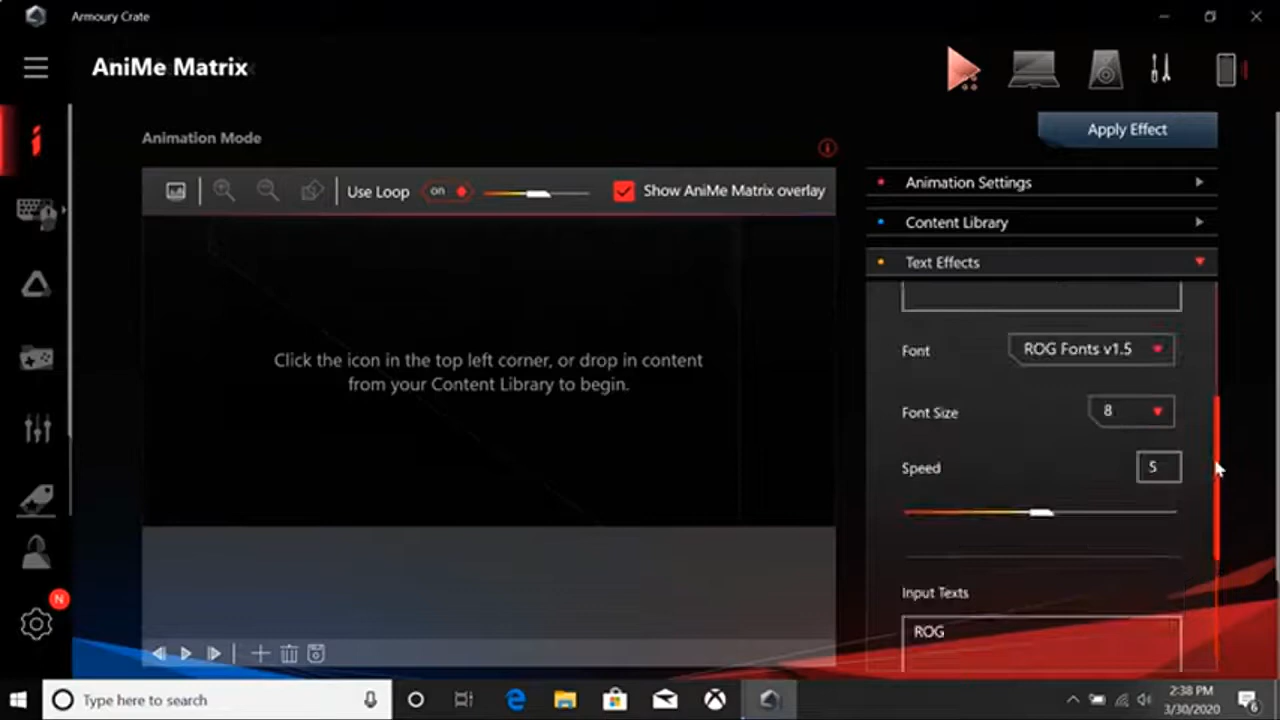 Armoury Crate
AniMe Matrix
Animation Mode
Apply Effect
Use Loop
on
Show AniMe Matrix overlay
Animation Settings
Content Library
Text Effects
Click the icon in the top left corner, or drop in content
from your Content Library to begin.
Font
ROG Fonts v1.5
Font Size
8
Speed
5
Input Texts
ROG
N
Type here to search
2:38 PM
3/30/2020
6